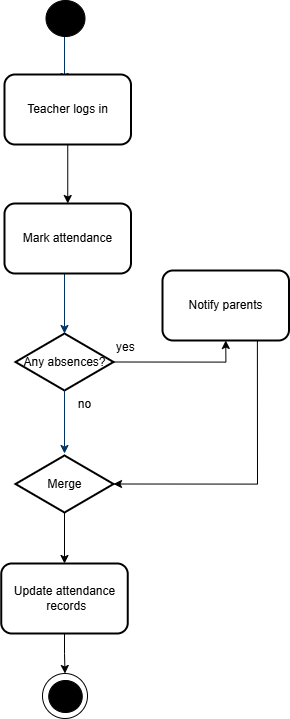 Teacher logs in
Mark attendance
Notify parents
yes
Any absences?
no
Merge
Update attendance
records